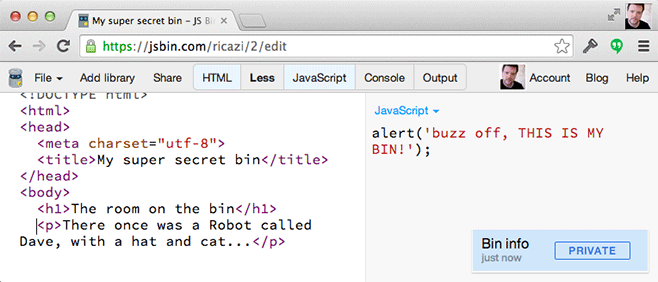 My super secret bin – JS Bi
https://jsbin.com/ricazi/2/edit
File Add library Share HTML Less JavaScript Console Output Account Blog Help
<!DOCTYPE html>
<html>
<head>
<meta charset="utf-8">
<title>My super secret bin</title>
</head>
<body>
<h1>The room on the bin</h1>
<p>There once was a Robot called
Dave, with a hat and cat...</p>
JavaScript
alert('buzz off, THIS IS MY
BIN!');
Bin info
just now
PRIVATE